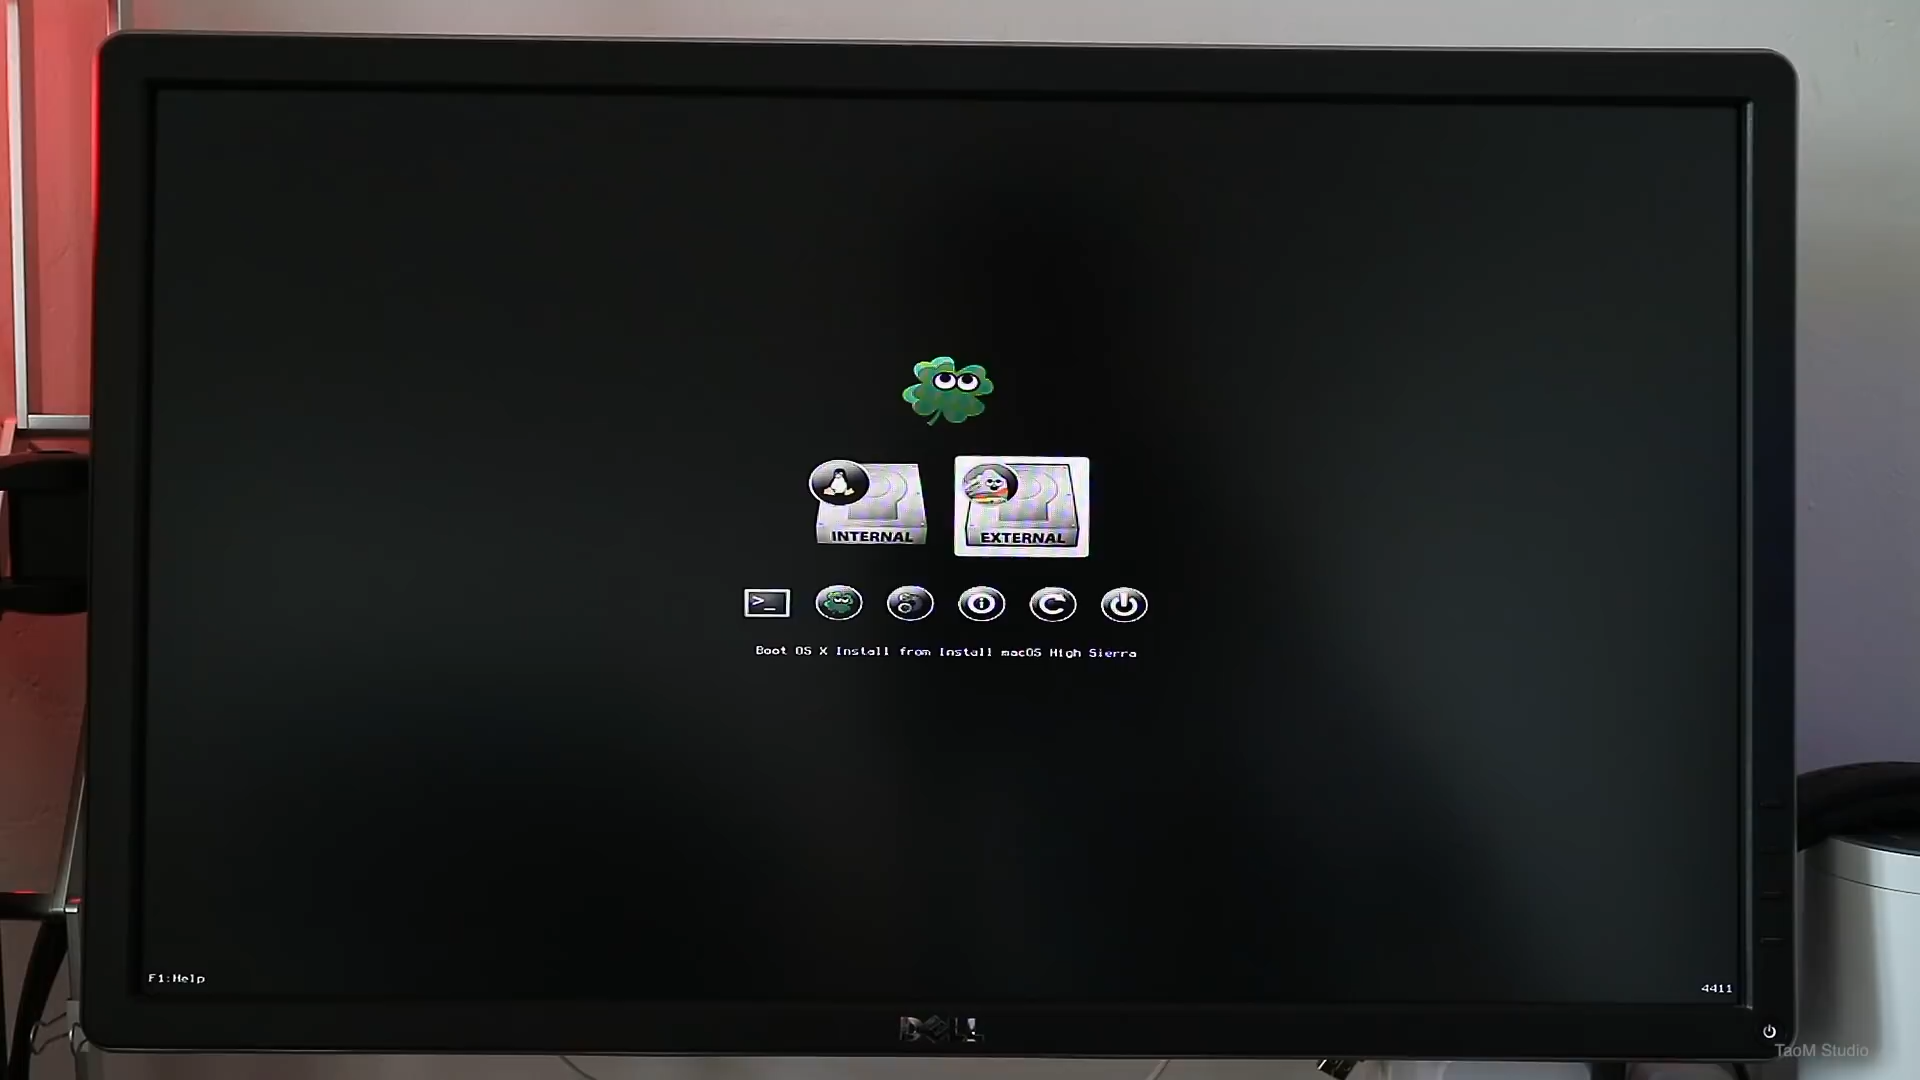 INTERNAL
EXTERNAL
Boot OS X Install from Install macOS High Sierra
F1:Help
4411
DELL
TaoM Studio